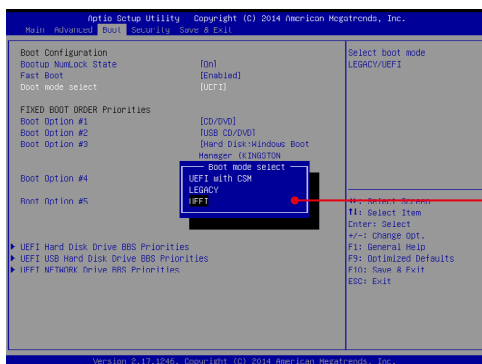 Aptio Setup Utility Copyright (C) 2014 American Megatrends, Inc.
Main Advanced Boot Security Save & Exit
Boot Configuration
Bootup NumLock State [On]
Fast Boot [Enabled]
Boot mode select [UEFI]
FIXED BOOT ORDER Priorities
Boot Option #1 [CD/DVD]
Boot Option #2 [USB CD/DVD]
Boot Option #3 [Hard Disk:Windows Boot
Manager (KINGSTON
Boot Option #4
Boot Option #5
Boot mode select
UEFI with CSM
LEGACY
UEFI
UEFI Hard Disk Drive BBS Priorities
UEFI USB Hard Disk Drive BBS Priorities
UEFI NETWORK Drive BBS Priorities
Select boot mode
LEGACY/UEFI
: Select Screen
↑↓: Select Item
Enter: Select
+/-: Change Opt.
F1: General Help
F9: Optimized Defaults
F10: Save & Exit
ESC: Exit
Version 2.17.1246. Copyright (C) 2014 American Megatrends, Inc.